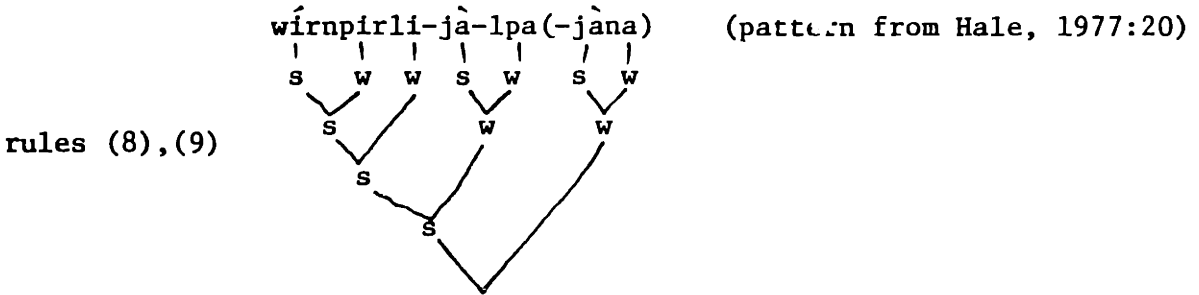 wírnpirli-jà-lpa(-jàna) (pattern from Hale, 1977:20)
s w w s w s w
s w w
rules (8),(9)
s
s